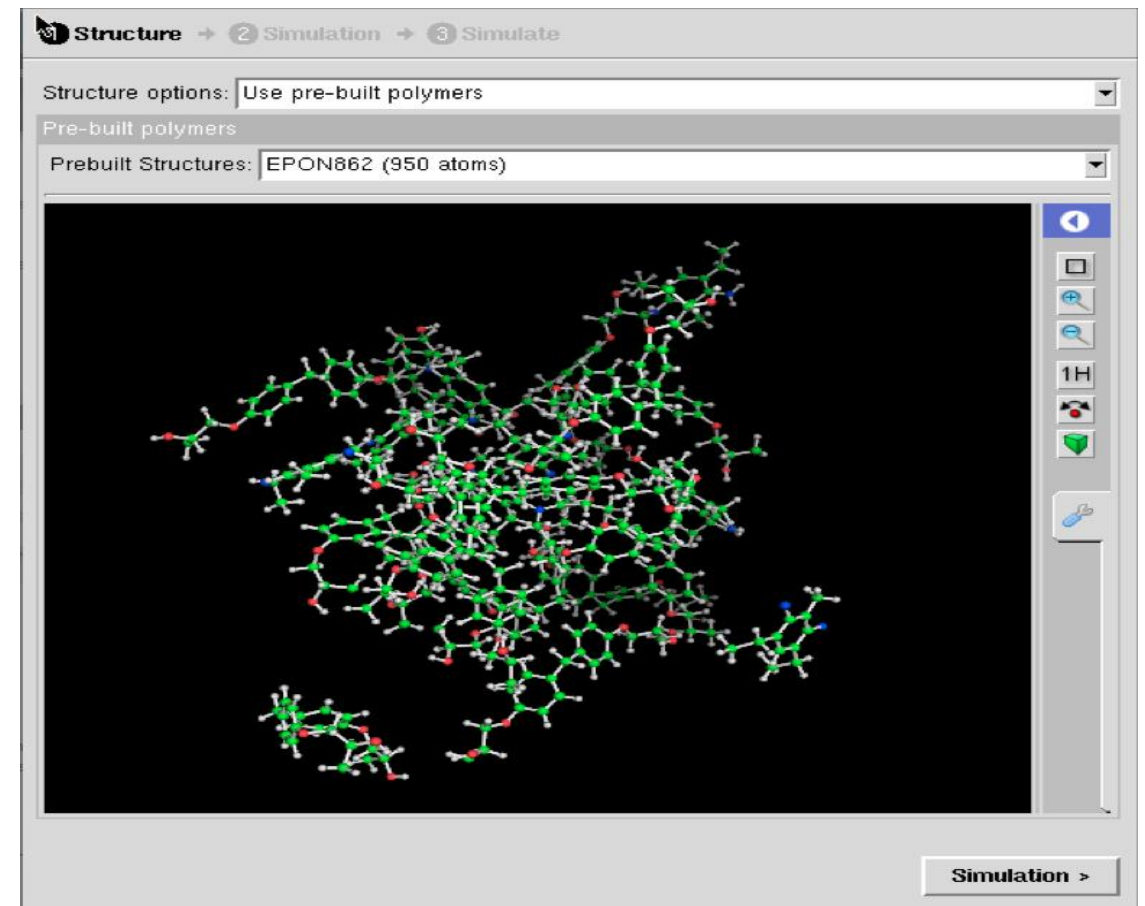 1 Structure → 2 Simulation → 3 Simulate
Structure options: Use pre-built polymers
Pre-built polymers
Prebuilt Structures: EPON862 (950 atoms)
1H
Simulation >